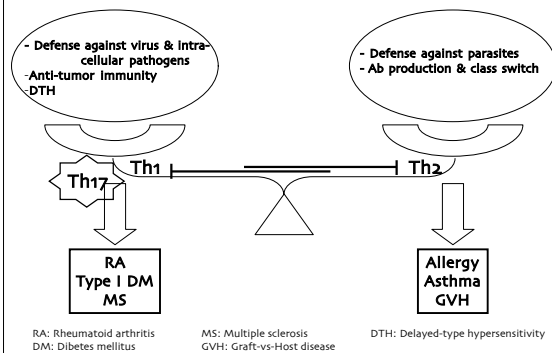 - Defense against virus & intra-
cellular pathogens
-Anti-tumor immunity
-DTH
- Defense against parasites
- Ab production & class switch
Th1
Th2
Th17
RA
Type I DM
MS
Allergy
Asthma
GVH
RA: Rheumatoid arthritis
DM: Dibetes mellitus
MS: Multiple sclerosis
GVH: Graft-vs-Host disease
DTH: Delayed-type hypersensitivity